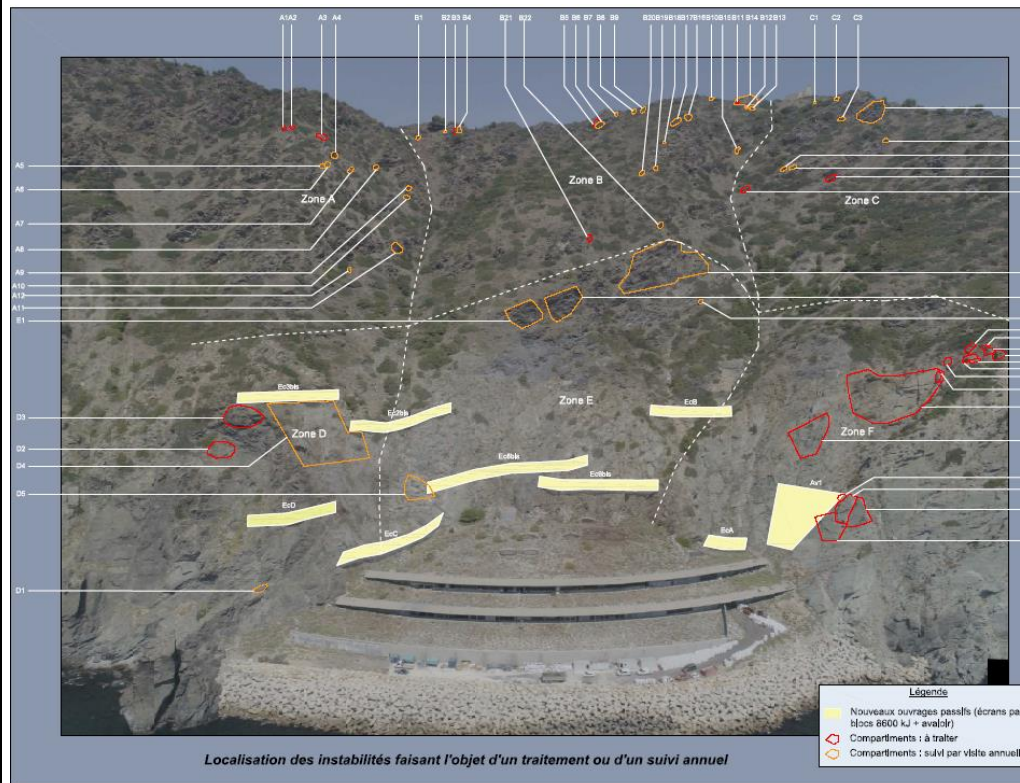 A1A2 A3 A4 B1 B2 B3 B4 B21 B22 B5 B6 B7 B8 B9 B20 B19 B18 B17 B16 B10 B15 B11 B14 B12 B13 C1 C2 C3
A5
Zone B
A6
Zone A
Zone C
A7
A8
A9
A10
A12
A11
E1
Ec3bis
Zone E
EcB
Ec2bis
D3
Zone D
Zone F
D2
Ec6bis
D4
Av1
D5
EcD
EcC
EcA
D1
Légende
Nouveaux ouvrages passifs (écrans pa
blocs 8600 kJ + avaloir)
Compartiments : à traiter
Compartiments : suivi par visite annuell
Localisation des instabilités faisant l'objet d'un traitement ou d'un suivi annuel